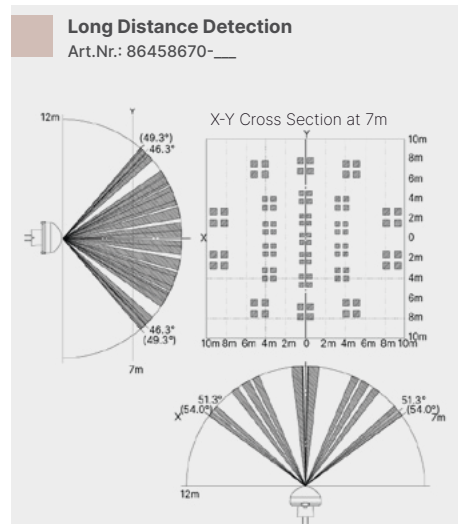 Long Distance Detection
Art.Nr.: 86458670-___
12m
Y
(49.3°)
46.3°
46.3°
(49.3°)
7m
X-Y Cross Section at 7m
Y
10m
8m
6m
4m
2m
X 0
2m
4m
6m
8m
10m
10m 8m 6m 4m 2m 0 2m 4m 6m 8m 10m
51.3°
(54.0°)
X
51.3°
(54.0°)
7m
12m